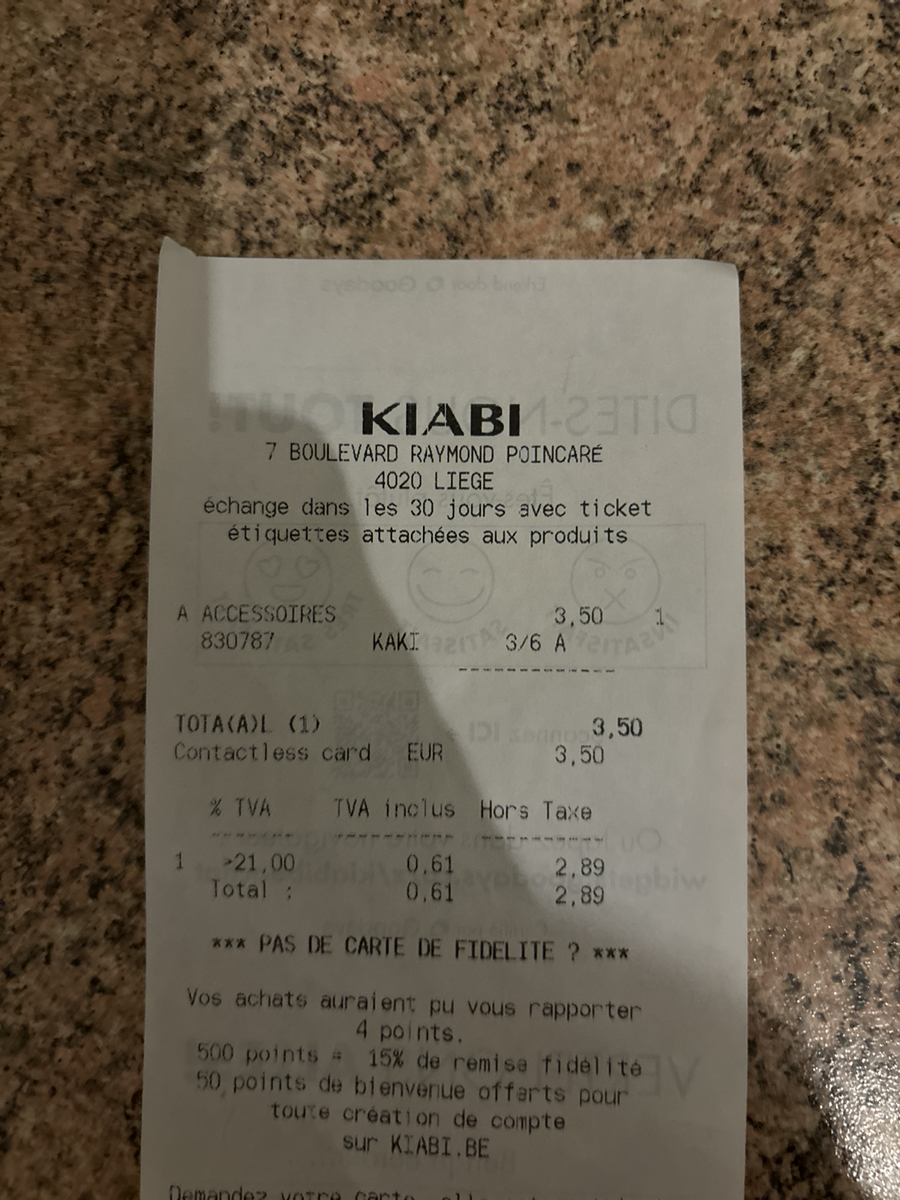 KIABI
7 BOULEVARD RAYMOND POINCARÉ
4020 LIEGE
échange dans les 30 jours avec ticket
étiquettes attachées aux produits
A ACCESSOIRES 3,50 1
830787 KAKI 3/6 A
--------------------
TOTA(A)L (1) 3,50
Contactless card EUR 3,50
% TVA TVA inclus Hors Taxe
------- ---------- ----------
1 >21,00 0,61 2,89
Total : 0,61 2,89
*** PAS DE CARTE DE FIDELITE ? ***
Vos achats auraient pu vous rapporter
4 points.
500 points = 15% de remise fidélité
50 points de bienvenue offerts pour
toute création de compte
sur KIABI.BE
Demandez votre carte, elle